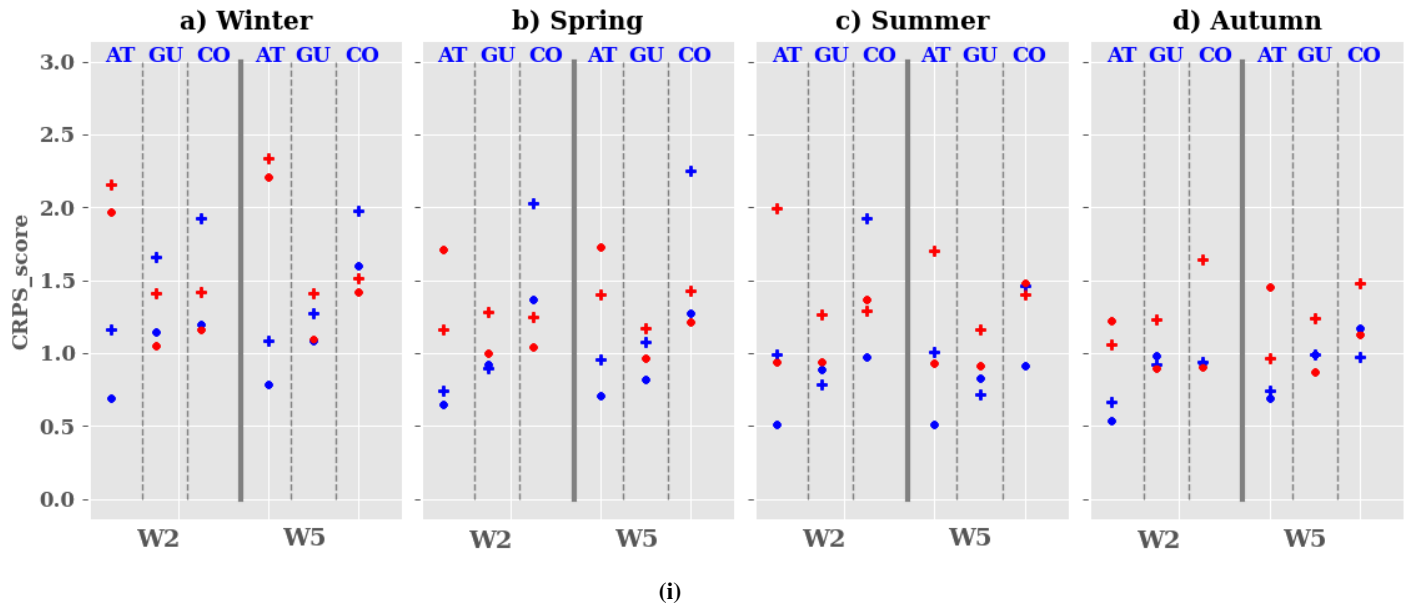 a) Winter b) Spring c) Summer d) Autumn
AT GU CO AT GU CO AT GU CO AT GU CO AT GU CO AT GU CO AT GU CO AT GU CO
3.0
2.5
2.0
1.5
1.0
0.5
0.0
CRPS_score
W2 W5 W2 W5 W2 W5 W2 W5
(i)